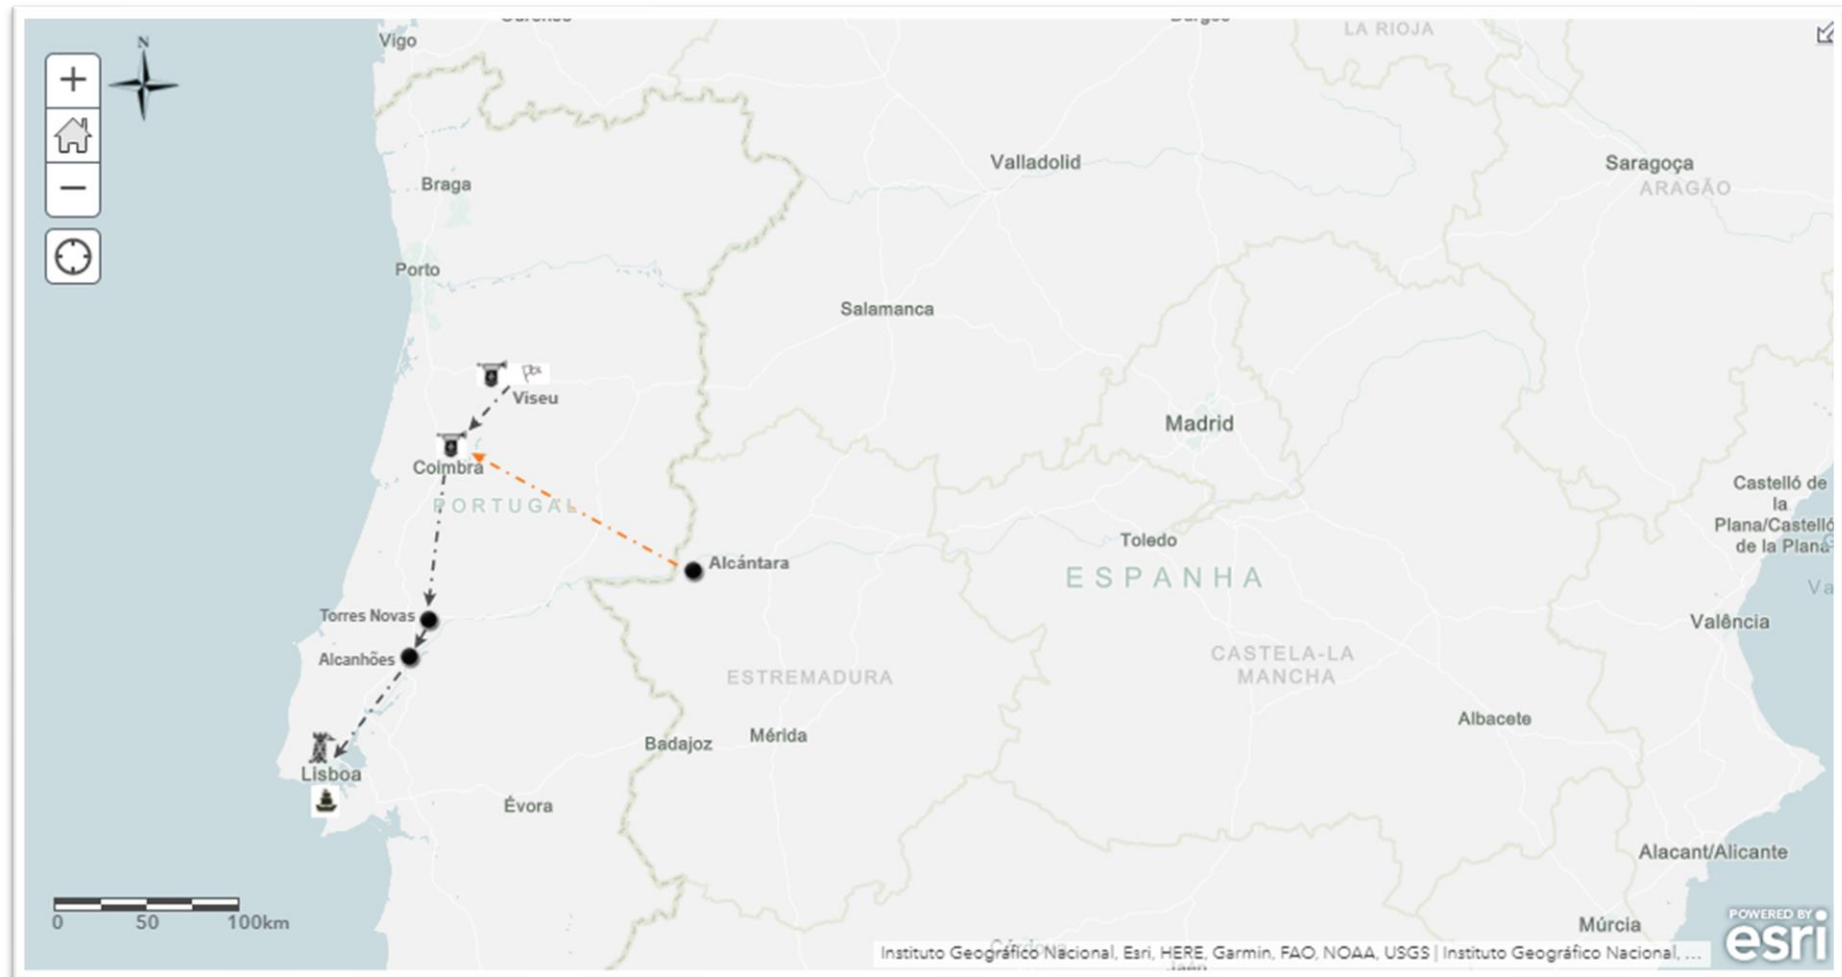 Vigo
N
LA RIOJA
+
−
Braga
Valladolid
Saragoça
ARAGÃO
Porto
Salamanca
Viseu
Madrid
Coimbra
PORTUGAL
Castelló de
la
Plana/Castelló
de la Plana
Toledo
Alcántara
ESPANHA
Va
Torres Novas
Valência
Alcanhões
ESTREMADURA
CASTELA-LA
MANCHA
Albacete
Badajoz
Mérida
Lisboa
Évora
Alacant/Alicante
0 50 100km
Múrcia
POWERED BY
esri
Instituto Geográfico Nacional, Esri, HERE, Garmin, FAO, NOAA, USGS | Instituto Geográfico Nacional, ...